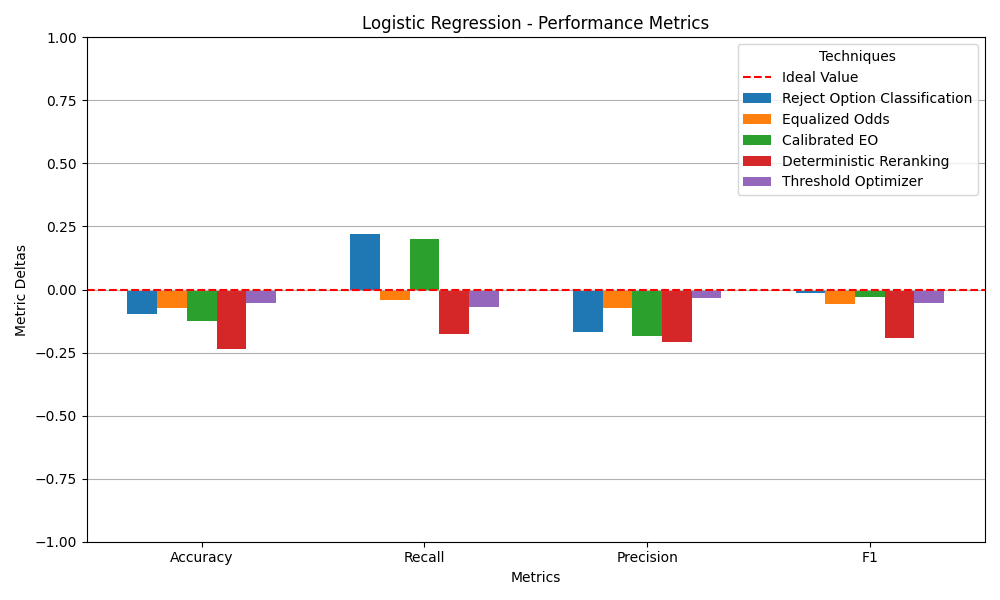 Logistic Regression - Performance Metrics
Techniques
Ideal Value
Reject Option Classification
Equalized Odds
Calibrated EO
Deterministic Reranking
Threshold Optimizer
Metric Deltas
1.00
0.75
0.50
0.25
0.00
−0.25
−0.50
−0.75
−1.00
Accuracy Recall Precision F1
Metrics